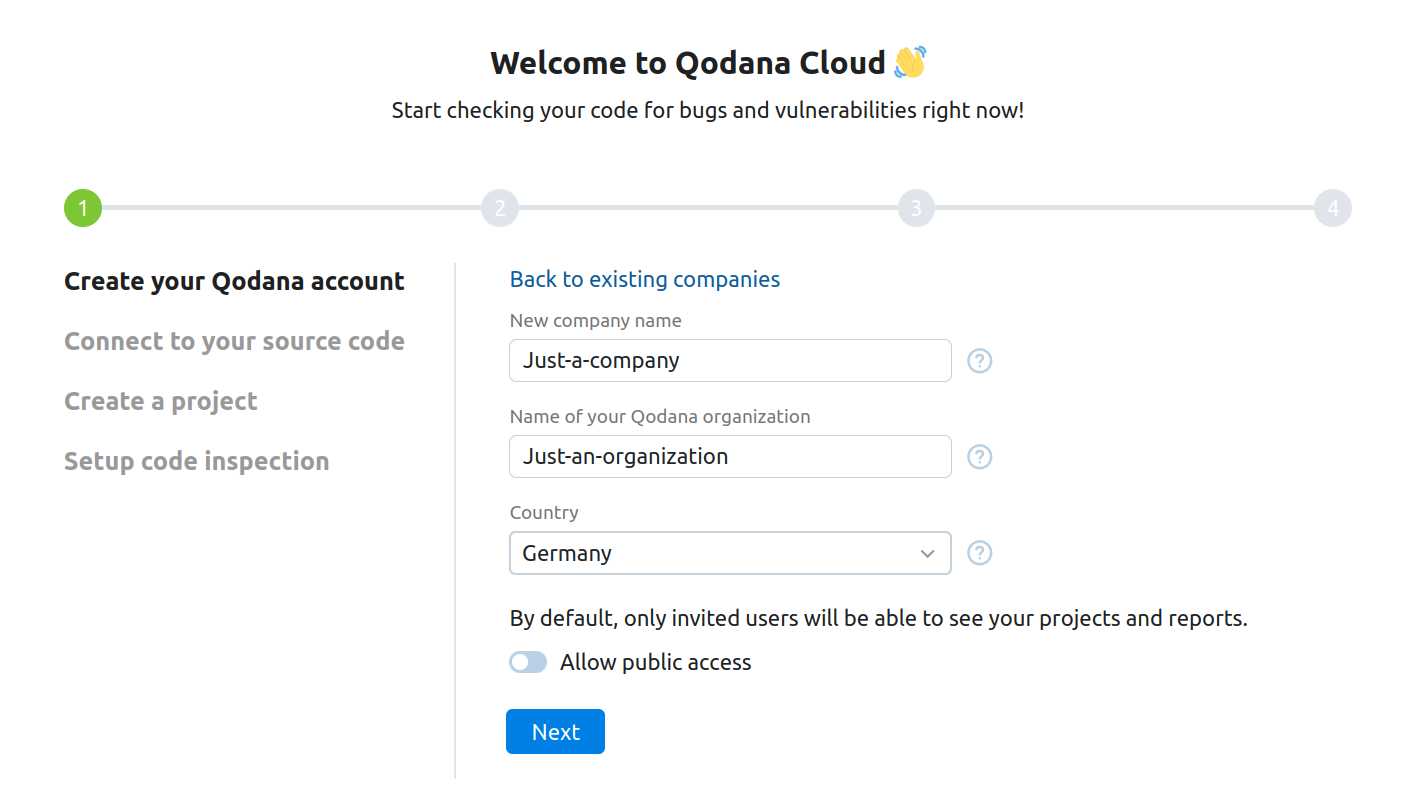 Welcome to Qodana Cloud 👋
Start checking your code for bugs and vulnerabilities right now!
1
2
3
4
Create your Qodana account
Connect to your source code
Create a project
Setup code inspection
Back to existing companies
New company name
Just-a-company
?
Name of your Qodana organization
Just-an-organization
?
Country
Germany
?
By default, only invited users will be able to see your projects and reports.
Allow public access
Next